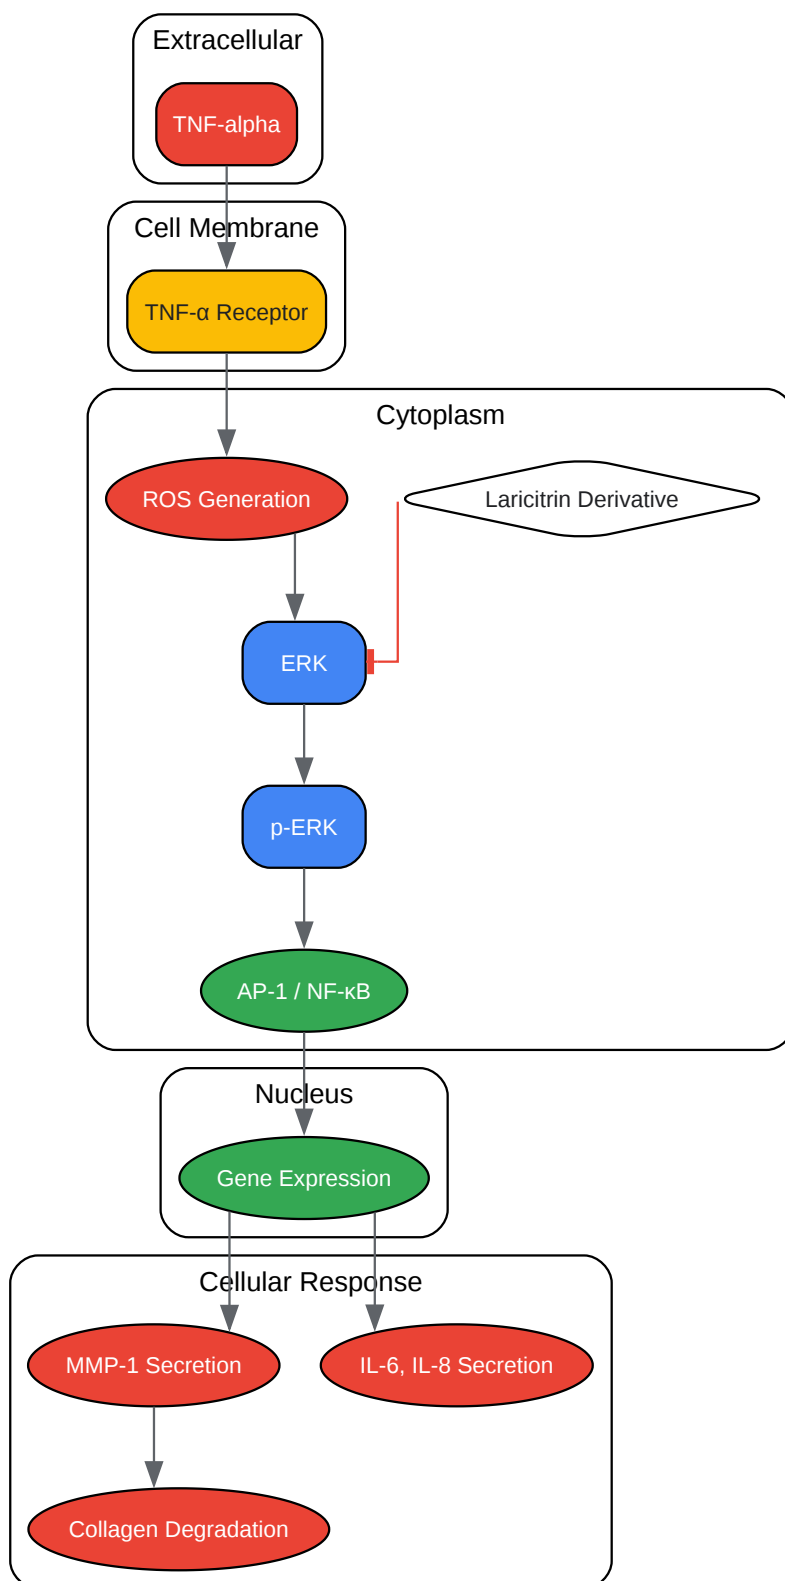 Extracellular
TNF-alpha
Cell Membrane
TNF-α Receptor
Cytoplasm
ROS Generation
Laricitrin Derivative
ERK
p-ERK
AP-1 / NF-κB
Nucleus
Gene Expression
Cellular Response
MMP-1 Secretion
IL-6, IL-8 Secretion
Collagen Degradation